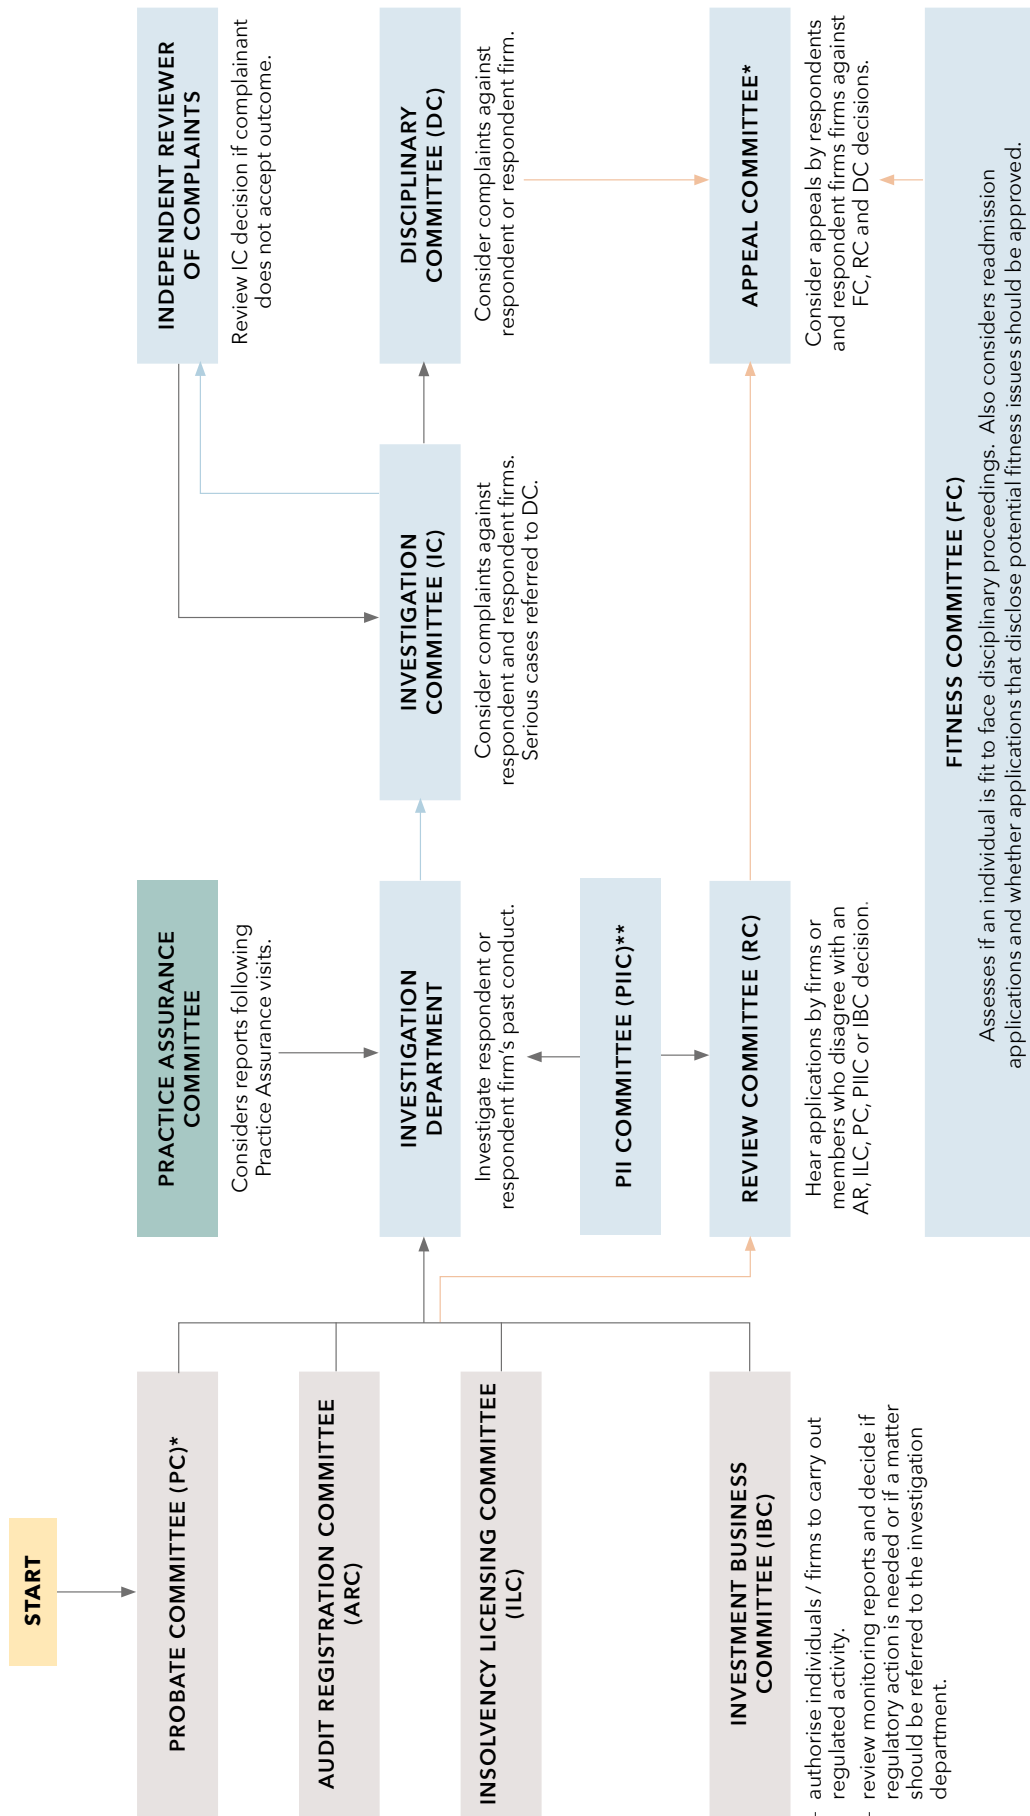 START
PROBATE COMMITTEE (PC)*
AUDIT REGISTRATION COMMITTEE
(ARC)
INSOLVENCY LICENSING COMMITTEE
(ILC)
INVESTMENT BUSINESS
COMMITTEE (IBC)
- authorise individuals / firms to carry out
regulated activity.
- review monitoring reports and decide if
regulatory action is needed or if a matter
should be referred to the investigation
department.
PRACTICE ASSURANCE
COMMITTEE
Considers reports following
Practice Assurance visits.
INVESTIGATION
DEPARTMENT
Investigate respondent or
respondent firm's past conduct.
PII COMMITTEE (PIIC)**
REVIEW COMMITTEE (RC)
Hear applications by firms or
members who disagree with an
AR, ILC, PC, PIIC or IBC decision.
INVESTIGATION
COMMITTEE (IC)
Consider complaints against
respondent and respondent firms.
Serious cases referred to DC.
INDEPENDENT REVIEWER
OF COMPLAINTS
Review IC decision if complainant
does not accept outcome.
DISCIPLINARY
COMMITTEE (DC)
Consider complaints against
respondent or respondent firm.
APPEAL COMMITTEE*
Consider appeals by respondents
and respondent firms against
FC, RC and DC decisions.
FITNESS COMMITTEE (FC)
Assesses if an individual is fit to face disciplinary proceedings. Also considers readmission
applications and whether applications that disclose potential fitness issues should be approved.